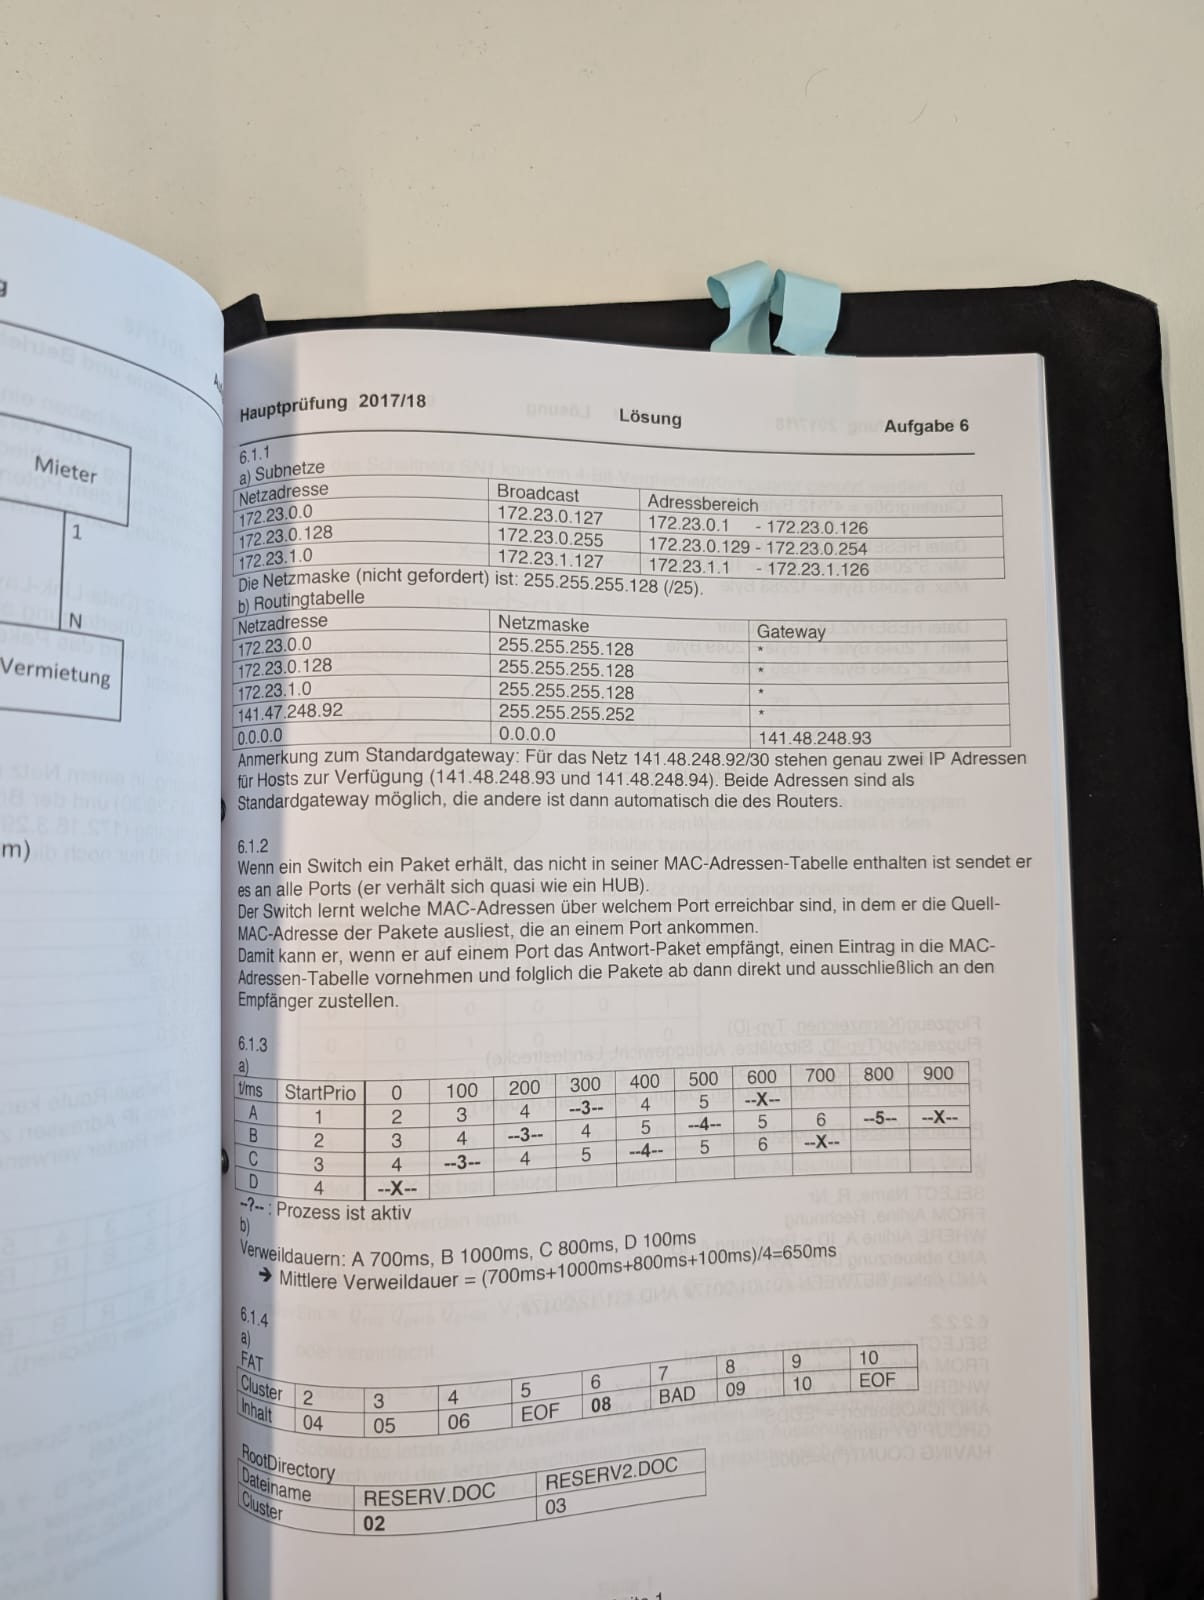 g
Mieter
1
N
Vermietung
m)
Hauptprüfung 2017/18 Lösung Aufgabe 6
6.1.1
a) Subnetze
Netzadresse Broadcast Adressbereich
172.23.0.0 172.23.0.127 172.23.0.1 - 172.23.0.126
172.23.0.128 172.23.0.255 172.23.0.129 - 172.23.0.254
172.23.1.0 172.23.1.127 172.23.1.1 - 172.23.1.126
Die Netzmaske (nicht gefordert) ist: 255.255.255.128 (/25).
b) Routingtabelle
Netzadresse Netzmaske Gateway
172.23.0.0 255.255.255.128 *
172.23.0.128 255.255.255.128 *
172.23.1.0 255.255.255.128 *
141.47.248.92 255.255.255.252 *
0.0.0.0 0.0.0.0 141.48.248.93
Anmerkung zum Standardgateway: Für das Netz 141.48.248.92/30 stehen genau zwei IP Adressen
für Hosts zur Verfügung (141.48.248.93 und 141.48.248.94). Beide Adressen sind als
Standardgateway möglich, die andere ist dann automatisch die des Routers.
6.1.2
Wenn ein Switch ein Paket erhält, das nicht in seiner MAC-Adressen-Tabelle enthalten ist sendet er
es an alle Ports (er verhält sich quasi wie ein HUB).
Der Switch lernt welche MAC-Adressen über welchem Port erreichbar sind, in dem er die Quell-
MAC-Adresse der Pakete ausliest, die an einem Port ankommen.
Damit kann er, wenn er auf einem Port das Antwort-Paket empfängt, einen Eintrag in die MAC-
Adressen-Tabelle vornehmen und folglich die Pakete ab dann direkt und ausschließlich an den
Empfänger zustellen.
6.1.3
a)
t/ms StartPrio 0 100 200 300 400 500 600 700 800 900
A 1 2 3 4 --3-- 4 5 --X--
B 2 3 4 --3-- 4 5 --4-- 5 6 --5-- --X--
C 3 4 --3-- 4 5 --4-- 5 6 --X--
D 4 --X--
--?-- : Prozess ist aktiv
b)
Verweildauern: A 700ms, B 1000ms, C 800ms, D 100ms
➔ Mittlere Verweildauer = (700ms+1000ms+800ms+100ms)/4=650ms
6.1.4
a)
FAT
Cluster 2 3 4 5 6 7 8 9 10
Inhalt 04 05 06 EOF 08 BAD 09 10 EOF
RootDirectory
Dateiname RESERV.DOC RESERV2.DOC
Cluster 02 03